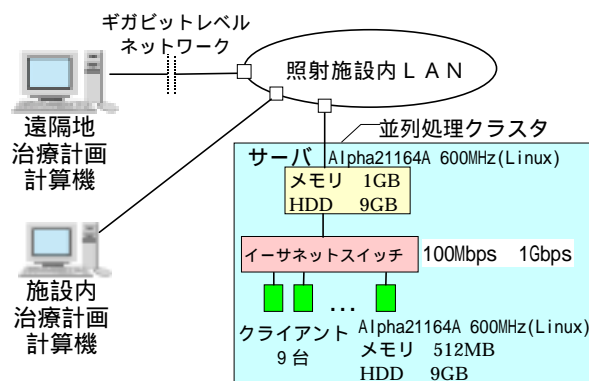 ギガビットレベル
ネットワーク
照射施設内ＬＡＮ
遠隔地
治療計画
計算機
並列処理クラスタ
サーバ Alpha21164A 600MHz(Linux)
メモリ 1GB
HDD 9GB
イーサネットスイッチ
100Mbps 1Gbps
施設内
治療計画
計算機
...
クライアント
9台
Alpha21164A 600MHz(Linux)
メモリ 512MB
HDD 9GB